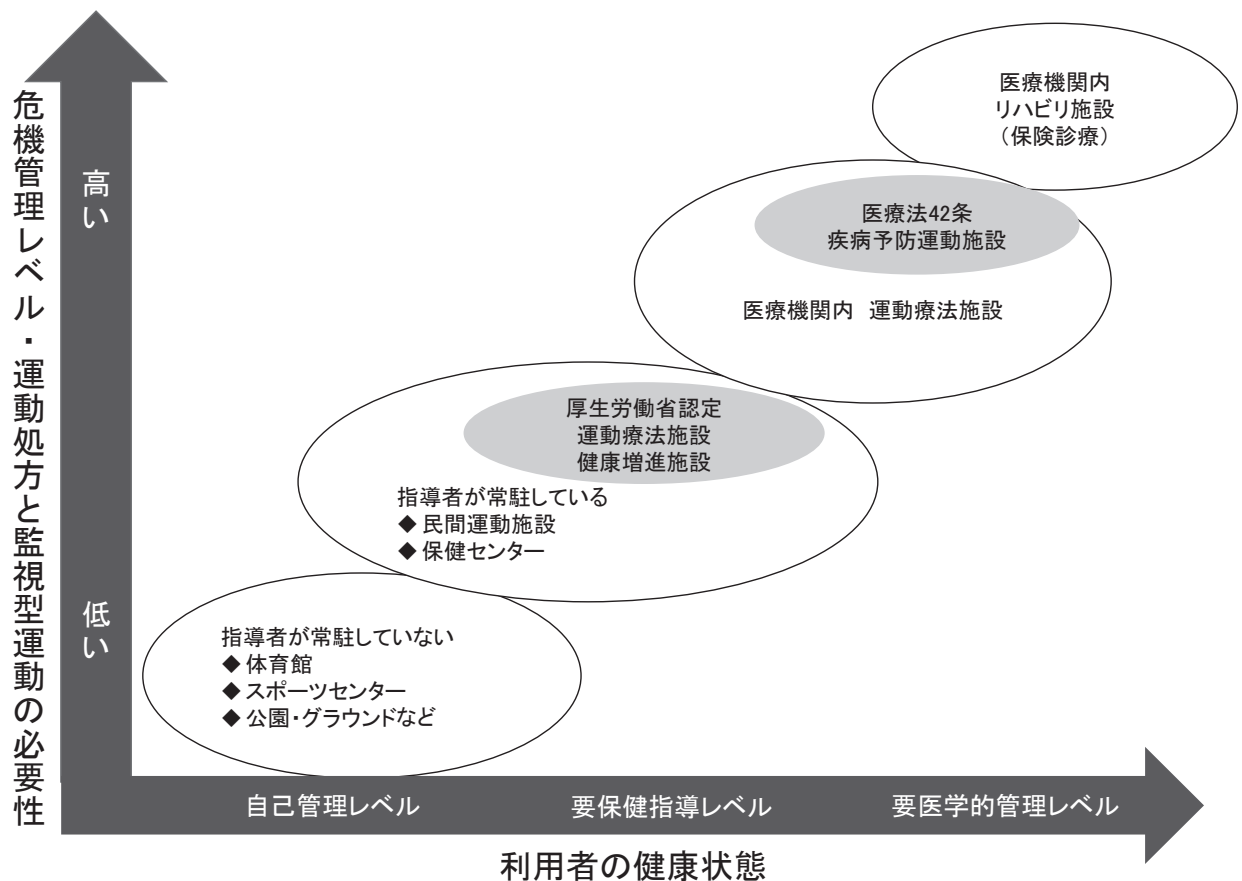 危機管理レベル・運動処方と監視型運動の必要性
高い
低い
医療機関内
リハビリ施設
（保険診療）
医療法42条
疾病予防運動施設
医療機関内 運動療法施設
厚生労働省認定
運動療法施設
健康増進施設
指導者が常駐している
◆ 民間運動施設
◆ 保健センター
指導者が常駐していない
◆ 体育館
◆ スポーツセンター
◆ 公園・グラウンドなど
自己管理レベル
要保健指導レベル
要医学的管理レベル
利用者の健康状態